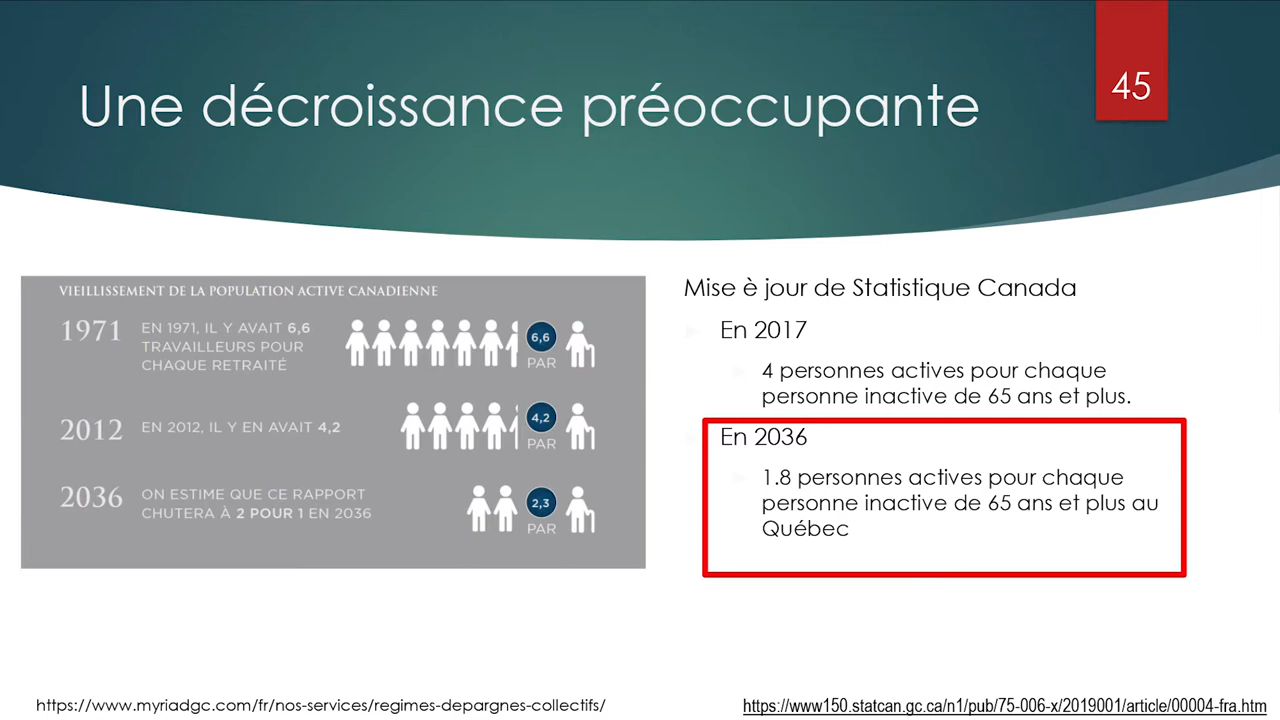 45
Une décroissance préoccupante
VIEILLISSEMENT DE LA POPULATION ACTIVE CANADIENNE
1971
EN 1971, IL Y AVAIT 6,6
TRAVAILLEURS POUR
CHAQUE RETRAITÉ
6,6
PAR
2012
EN 2012, IL Y EN AVAIT 4,2
4,2
PAR
2036
ON ESTIME QUE CE RAPPORT
CHUTERA À 2 POUR 1 EN 2036
2,3
PAR
Mise è jour de Statistique Canada
En 2017
4 personnes actives pour chaque
personne inactive de 65 ans et plus.
En 2036
1.8 personnes actives pour chaque
personne inactive de 65 ans et plus au
Québec
https://www.myriadgc.com/fr/nos-services/regimes-depargnes-collectifs/
https://www150.statcan.gc.ca/n1/pub/75-006-x/2019001/article/00004-fra.htm